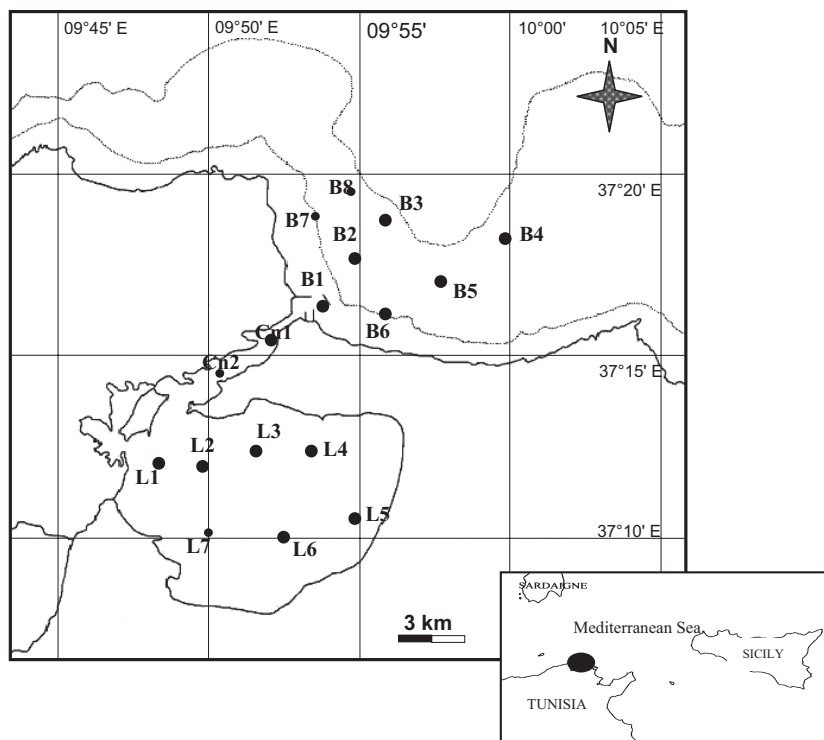 09°45' E
09°50' E
09°55'
10°00'
10°05' E
N
37°20' E
B8
B3
B7
B4
B2
B1
B5
B6
Cn1
37°15' E
Cn2
L3
L2
L4
L1
L5
L7
L6
37°10' E
3 km
SARDAIGNE
Mediterranean Sea
SICILY
TUNISIA